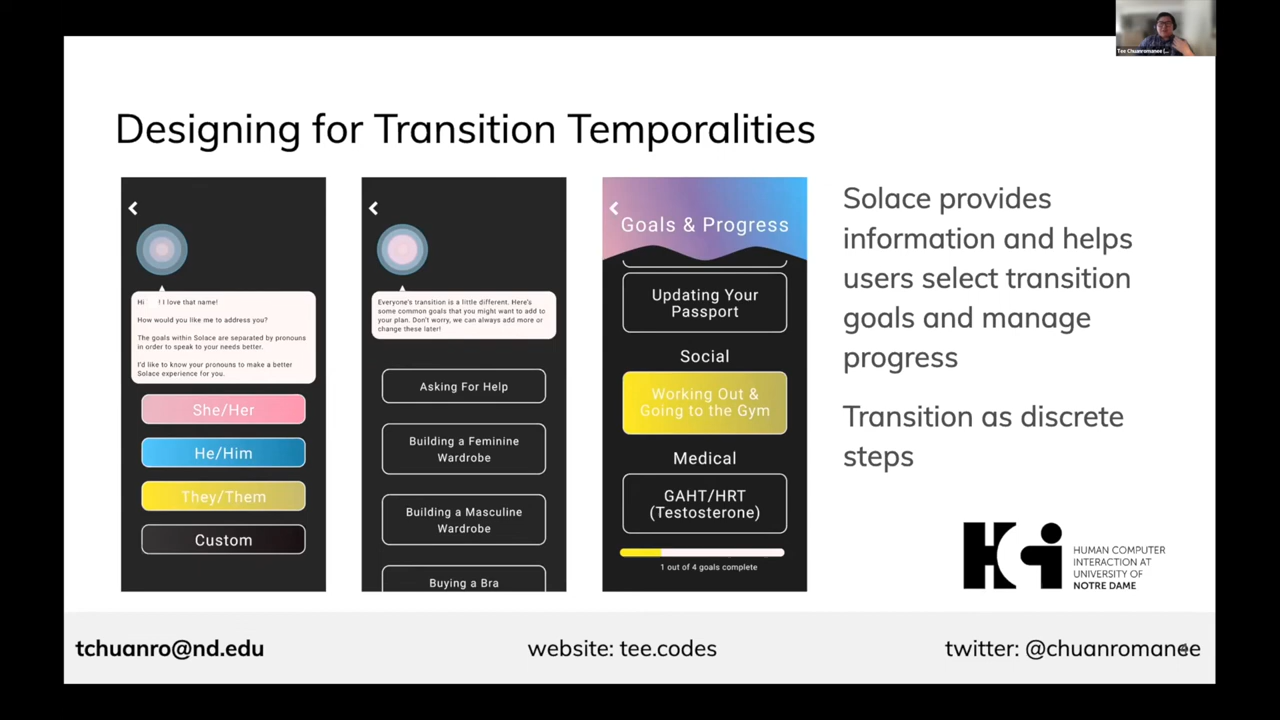 Tee Chuanromanee (...
Designing for Transition Temporalities
Hi ! I love that name!
How would you like me to address you?
The goals within Solace are separated by pronouns
in order to speak to your needs better.
I'd like to know your pronouns to make a better
Solace experience for you.
She/Her
He/Him
They/Them
Custom
Everyone's transition is a little different. Here's
some common goals that you might want to add to
your plan. Don't worry, we can always add more or
change these later!
Asking For Help
Building a Feminine
Wardrobe
Building a Masculine
Wardrobe
Buying a Bra
Goals & Progress
Updating Your
Passport
Social
Working Out &
Going to the Gym
Medical
GAHT/HRT
(Testosterone)
1 out of 4 goals complete
Solace provides
information and helps
users select transition
goals and manage
progress
Transition as discrete
steps
HCi
HUMAN COMPUTER
INTERACTION AT
UNIVERSITY OF
NOTRE DAME
tchuanro@nd.edu
website: tee.codes
twitter: @chuanromanee